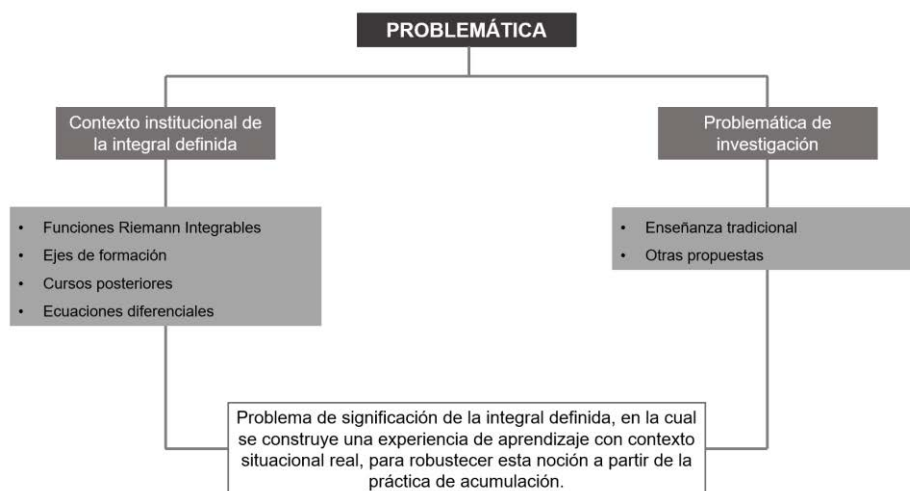 PROBLEMÁTICA
Contexto institucional de
la integral definida
• Funciones Riemann Integrables
• Ejes de formación
• Cursos posteriores
• Ecuaciones diferenciales
Problemática de
investigación
• Enseñanza tradicional
• Otras propuestas
Problema de significación de la integral definida, en la cual
se construye una experiencia de aprendizaje con contexto
situacional real, para robustecer esta noción a partir de la
práctica de acumulación.